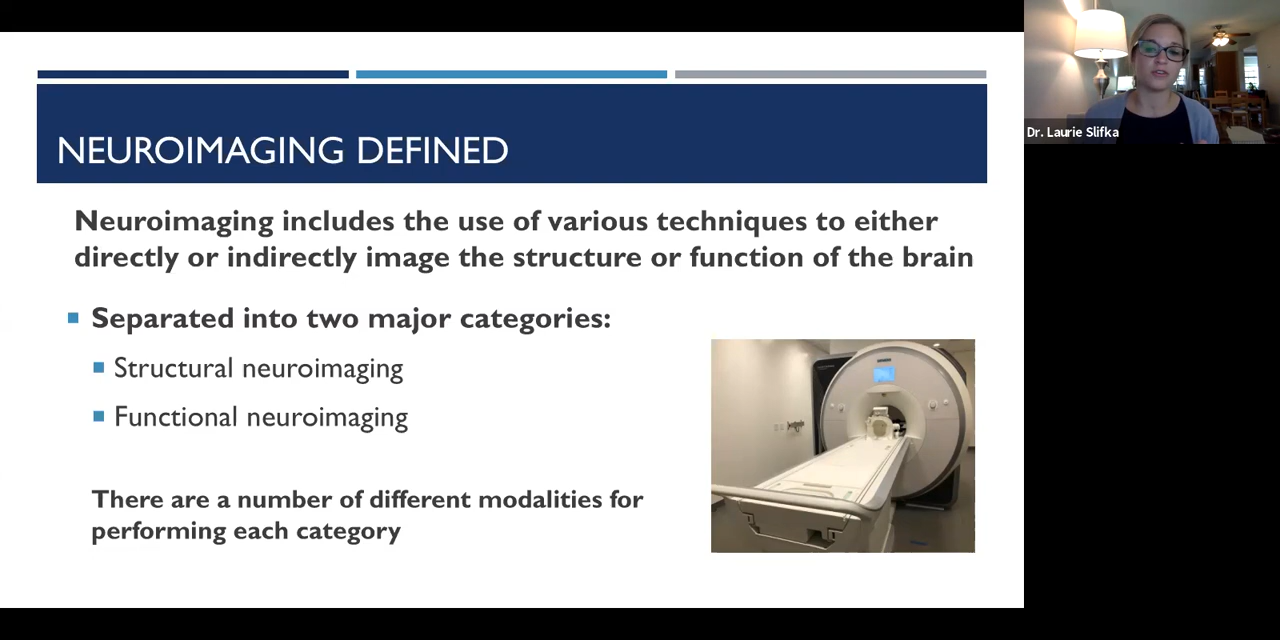 NEUROIMAGING DEFINED
Neuroimaging includes the use of various techniques to either
directly or indirectly image the structure or function of the brain
Separated into two major categories:
Structural neuroimaging
Functional neuroimaging
There are a number of different modalities for
performing each category
Dr. Laurie Slifka